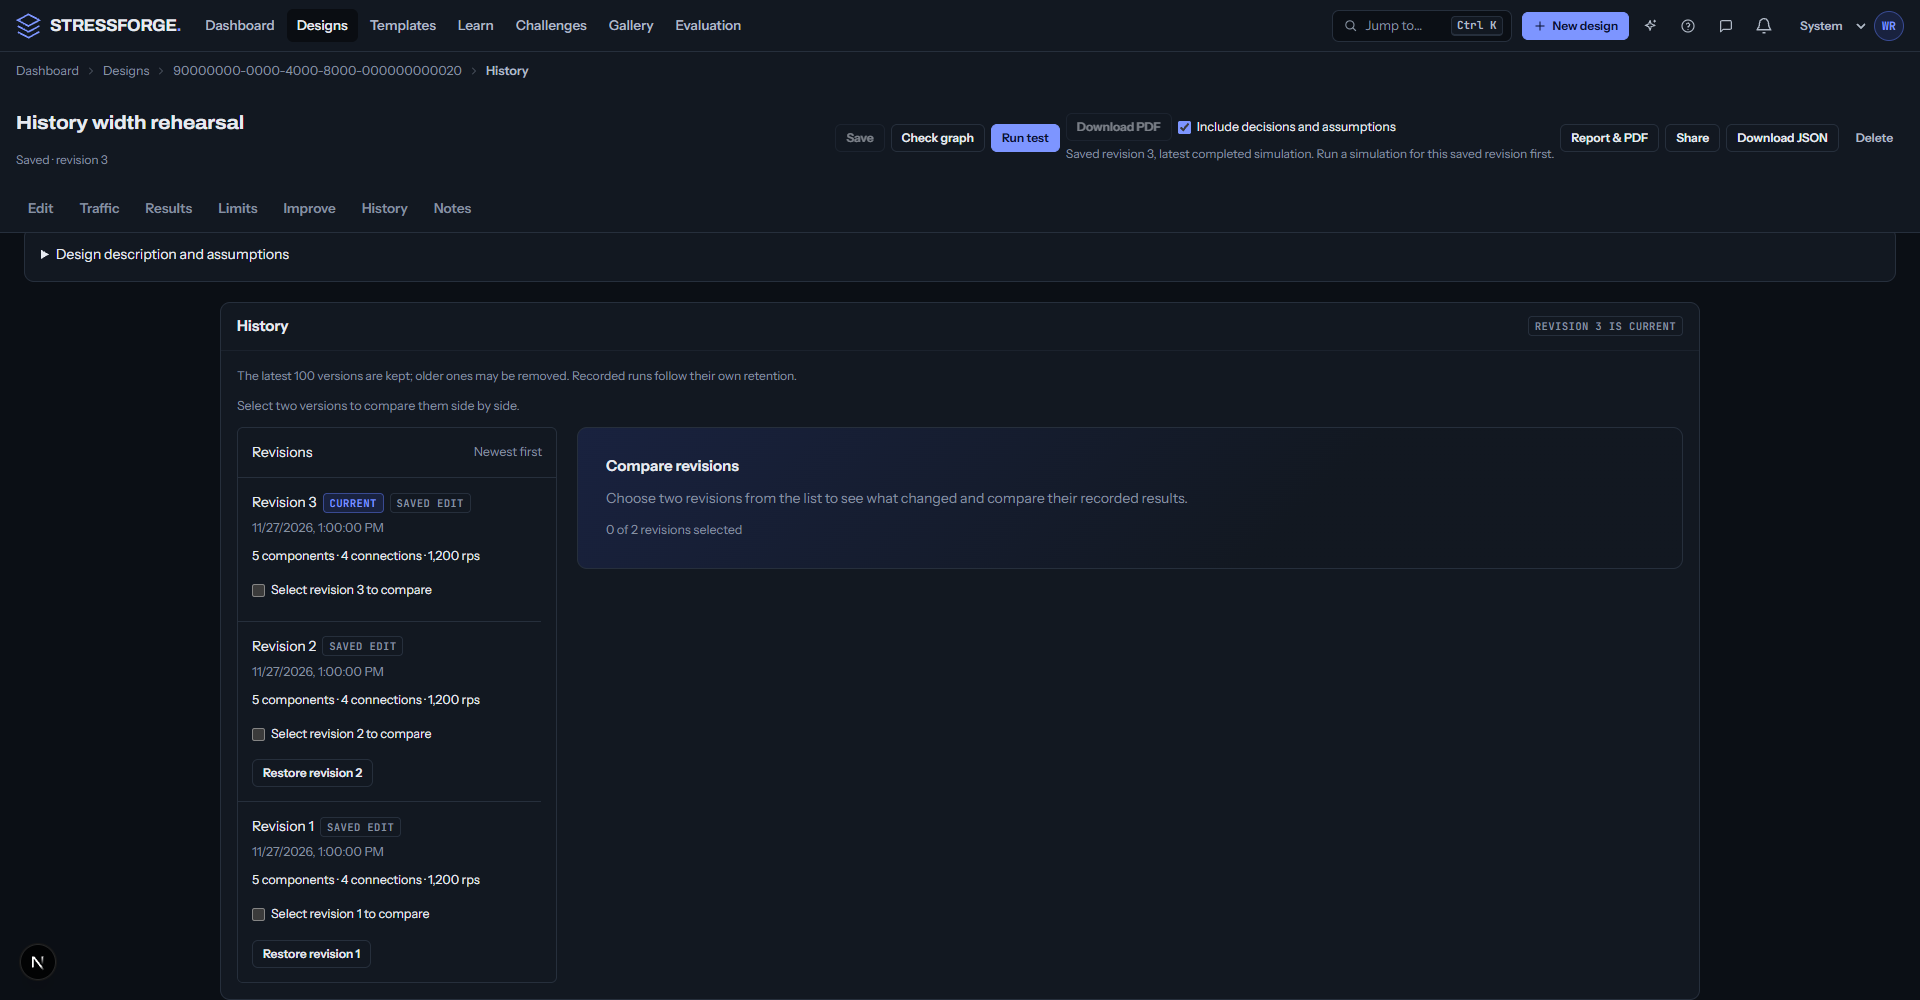 STRESSFORGE.
Dashboard
Designs
Templates
Learn
Challenges
Gallery
Evaluation
Jump to...
Ctrl K
+ New design
System
WR
Dashboard > Designs > 90000000-0000-4000-8000-000000000020 > History
History width rehearsal
Saved · revision 3
Save
Check graph
Run test
Download PDF
Include decisions and assumptions
Saved revision 3, latest completed simulation. Run a simulation for this saved revision first.
Report & PDF
Share
Download JSON
Delete
Edit
Traffic
Results
Limits
Improve
History
Notes
Design description and assumptions
History
REVISION 3 IS CURRENT
The latest 100 versions are kept; older ones may be removed. Recorded runs follow their own retention.
Select two versions to compare them side by side.
Revisions
Newest first
Revision 3 CURRENT SAVED EDIT
11/27/2026, 1:00:00 PM
5 components · 4 connections · 1,200 rps
Select revision 3 to compare
Revision 2 SAVED EDIT
11/27/2026, 1:00:00 PM
5 components · 4 connections · 1,200 rps
Select revision 2 to compare
Restore revision 2
Revision 1 SAVED EDIT
11/27/2026, 1:00:00 PM
5 components · 4 connections · 1,200 rps
Select revision 1 to compare
Restore revision 1
Compare revisions
Choose two revisions from the list to see what changed and compare their recorded results.
0 of 2 revisions selected
N